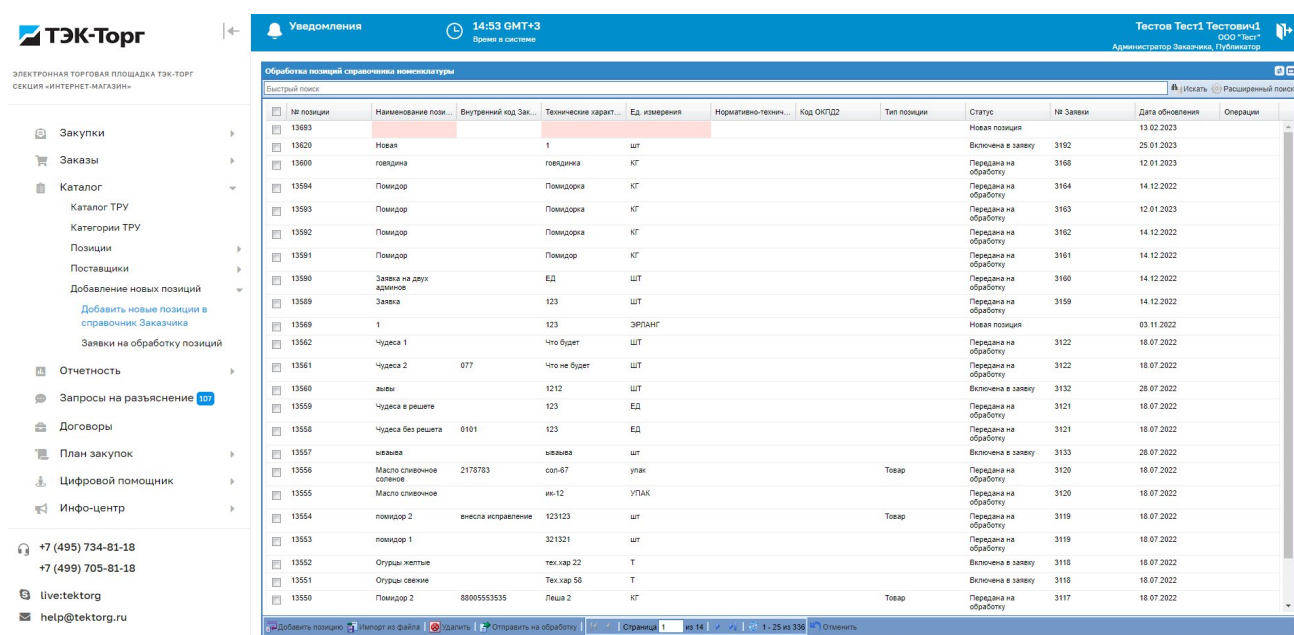 ТЭК-Торг
ЭЛЕКТРОННАЯ ТОРГОВАЯ ПЛОЩАДКА ТЭК-ТОРГ
СЕКЦИЯ «ИНТЕРНЕТ-МАГАЗИН»
Закупки
Заказы
Каталог
Каталог ТРУ
Категории ТРУ
Позиции
Поставщики
Добавление новых позиций
Добавить новые позиции в
справочник Заказчика
Заявки на обработку позиций
Отчетность
Запросы на разъяснение 107
Договоры
План закупок
Цифровой помощник
Инфо-центр
+7 (495) 734-81-18
+7 (499) 705-81-18
live:tektorg
help@tektorg.ru
Уведомления
14:53 GMT+3
Время в системе
Тестов Тест1 Тестович1
ООО "Тест"
Администратор Заказчика, Публикатор
Обработка позиций справочника номенклатуры
Быстрый поиск Искать Расширенный поиск
№ позиции Наименование пози... Внутренний код Зак... Технические характ... Ед. измерения Нормативно-технич... Код ОКПД2 Тип позиции Статус № Заявки Дата обновления Операции
13693 Новая позиция 13.02.2023
13620 Новая 1 шт Включена в заявку 3192 25.01.2023
13600 говядина говядинка КГ Передана на обработку 3168 12.01.2023
13594 Помидор Помидорка КГ Передана на обработку 3164 14.12.2022
13593 Помидор Помидорка КГ Передана на обработку 3163 12.01.2023
13592 Помидор Помидорка КГ Передана на обработку 3162 14.12.2022
13591 Помидор Помидор КГ Передана на обработку 3161 14.12.2022
13590 Заявка на двух админов ЕД ШТ Передана на обработку 3160 14.12.2022
13589 Заявка 123 ШТ Передана на обработку 3159 14.12.2022
13569 1 123 ЭРЛАНГ Новая позиция 03.11.2022
13562 Чудеса 1 Что будет ШТ Передана на обработку 3122 18.07.2022
13561 Чудеса 2 077 Что не будет ШТ Передана на обработку 3122 18.07.2022
13560 аывы 1212 ШТ Включена в заявку 3132 28.07.2022
13559 Чудеса в решете 123 ЕД Передана на обработку 3121 18.07.2022
13558 Чудеса без решета 0101 123 ЕД Передана на обработку 3121 18.07.2022
13557 ываыва ываыва шт Включена в заявку 3133 28.07.2022
13556 Масло сливочное соленое 2178783 сол-67 упак Товар Передана на обработку 3120 18.07.2022
13555 Масло сливочное ик-12 УПАК Передана на обработку 3120 18.07.2022
13554 помидор 2 внесла исправление 123123 шт Товар Передана на обработку 3119 18.07.2022
13553 помидор 1 321321 шт Передана на обработку 3119 18.07.2022
13552 Огурцы желтые тех.хар 22 Т Включена в заявку 3118 18.07.2022
13551 Огурцы свежие Тех.хар 58 Т Включена в заявку 3118 18.07.2022
13550 Помидор 2 88005553535 Леша 2 КГ Товар Передана на обработку 3117 18.07.2022
Добавить позицию Импорт из файла Удалить Отправить на обработку Страница 1 из 14 1 - 25 из 336 Отменить